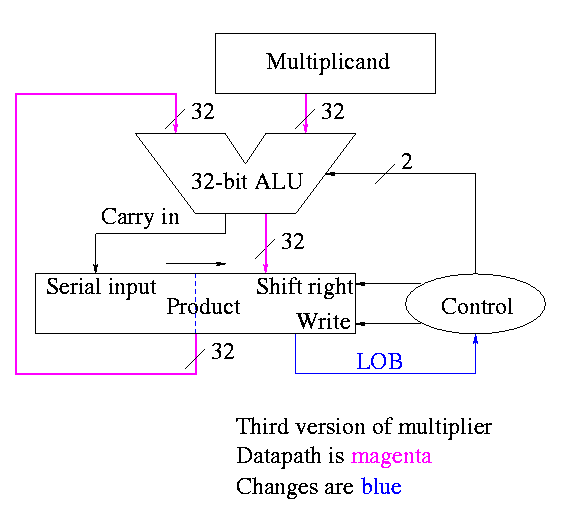 Multiplicand
32
32
32-bit ALU
2
Carry in
32
Serial input
Shift right
Product
Control
Write
32
LOB
Third version of multiplier
Datapath is magenta
Changes are blue